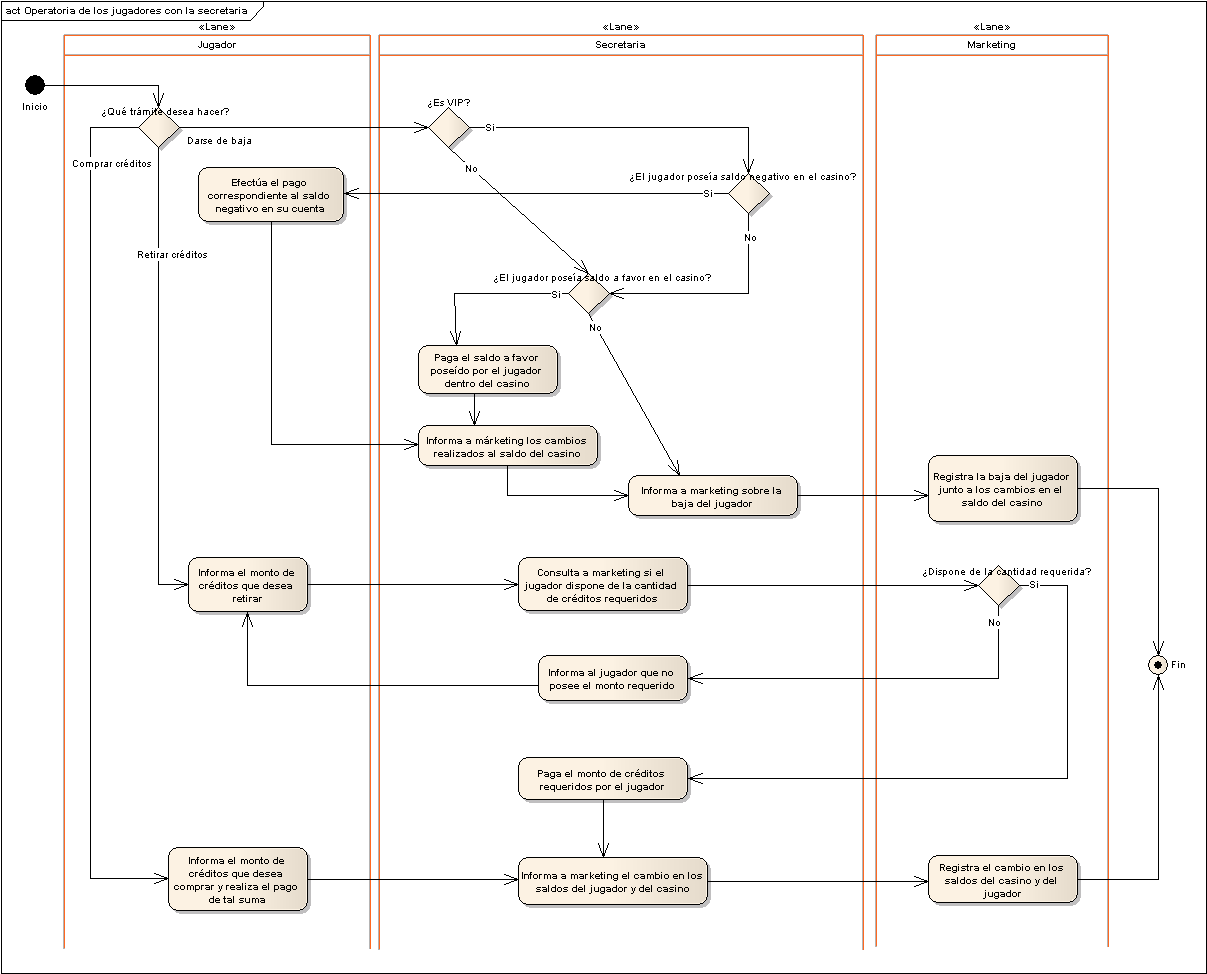 act Operatoria de los jugadores con la secretaria
«Lane»
«Lane»
«Lane»
Jugador
Secretaria
Marketing
Inicio
¿Qué trámite desea hacer?
¿Es VIP?
Si
Darse de baja
Comprar créditos
No
¿El jugador poseía saldo negativo en el casino?
Si
Efectúa el pago
correspondiente al saldo
negativo en su cuenta
No
Retirar créditos
¿El jugador poseía saldo a favor en el casino?
Si
No
Paga el saldo a favor
poseído por el jugador
dentro del casino
Informa a márketing los cambios
realizados al saldo del casino
Informa a marketing sobre la
baja del jugador
Registra la baja del jugador
junto a los cambios en el
saldo del casino
Informa el monto de
créditos que desea
retirar
Consulta a marketing si el
jugador dispone de la cantidad
de créditos requeridos
¿Dispone de la cantidad requerida?
Si
No
Informa al jugador que no
posee el monto requerido
Fin
Paga el monto de créditos
requeridos por el jugador
Informa el monto de
créditos que desea
comprar y realiza el pago
de tal suma
Informa a marketing el cambio en los
saldos del jugador y del casino
Registra el cambio en los
saldos del casino y del
jugador